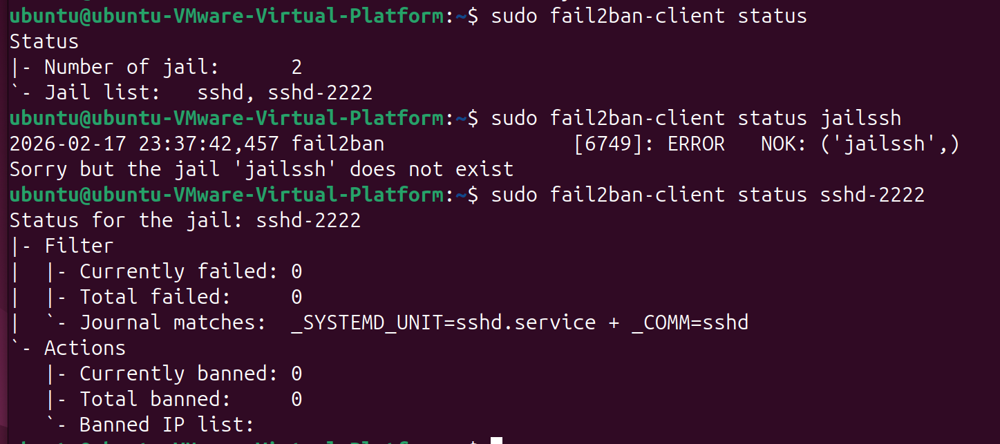 ubuntu@ubuntu-VMware-Virtual-Platform:~$ sudo fail2ban-client status
Status
|- Number of jail:      2
`- Jail list:   sshd, sshd-2222
ubuntu@ubuntu-VMware-Virtual-Platform:~$ sudo fail2ban-client status jailssh
2026-02-17 23:37:42,457 fail2ban                [6749]: ERROR   NOK: ('jailssh',)
Sorry but the jail 'jailssh' does not exist
ubuntu@ubuntu-VMware-Virtual-Platform:~$ sudo fail2ban-client status sshd-2222
Status for the jail: sshd-2222
|- Filter
|  |- Currently failed: 0
|  |- Total failed:     0
|  `- Journal matches:  _SYSTEMD_UNIT=sshd.service + _COMM=sshd
`- Actions
   |- Currently banned: 0
   |- Total banned:     0
   `- Banned IP list: